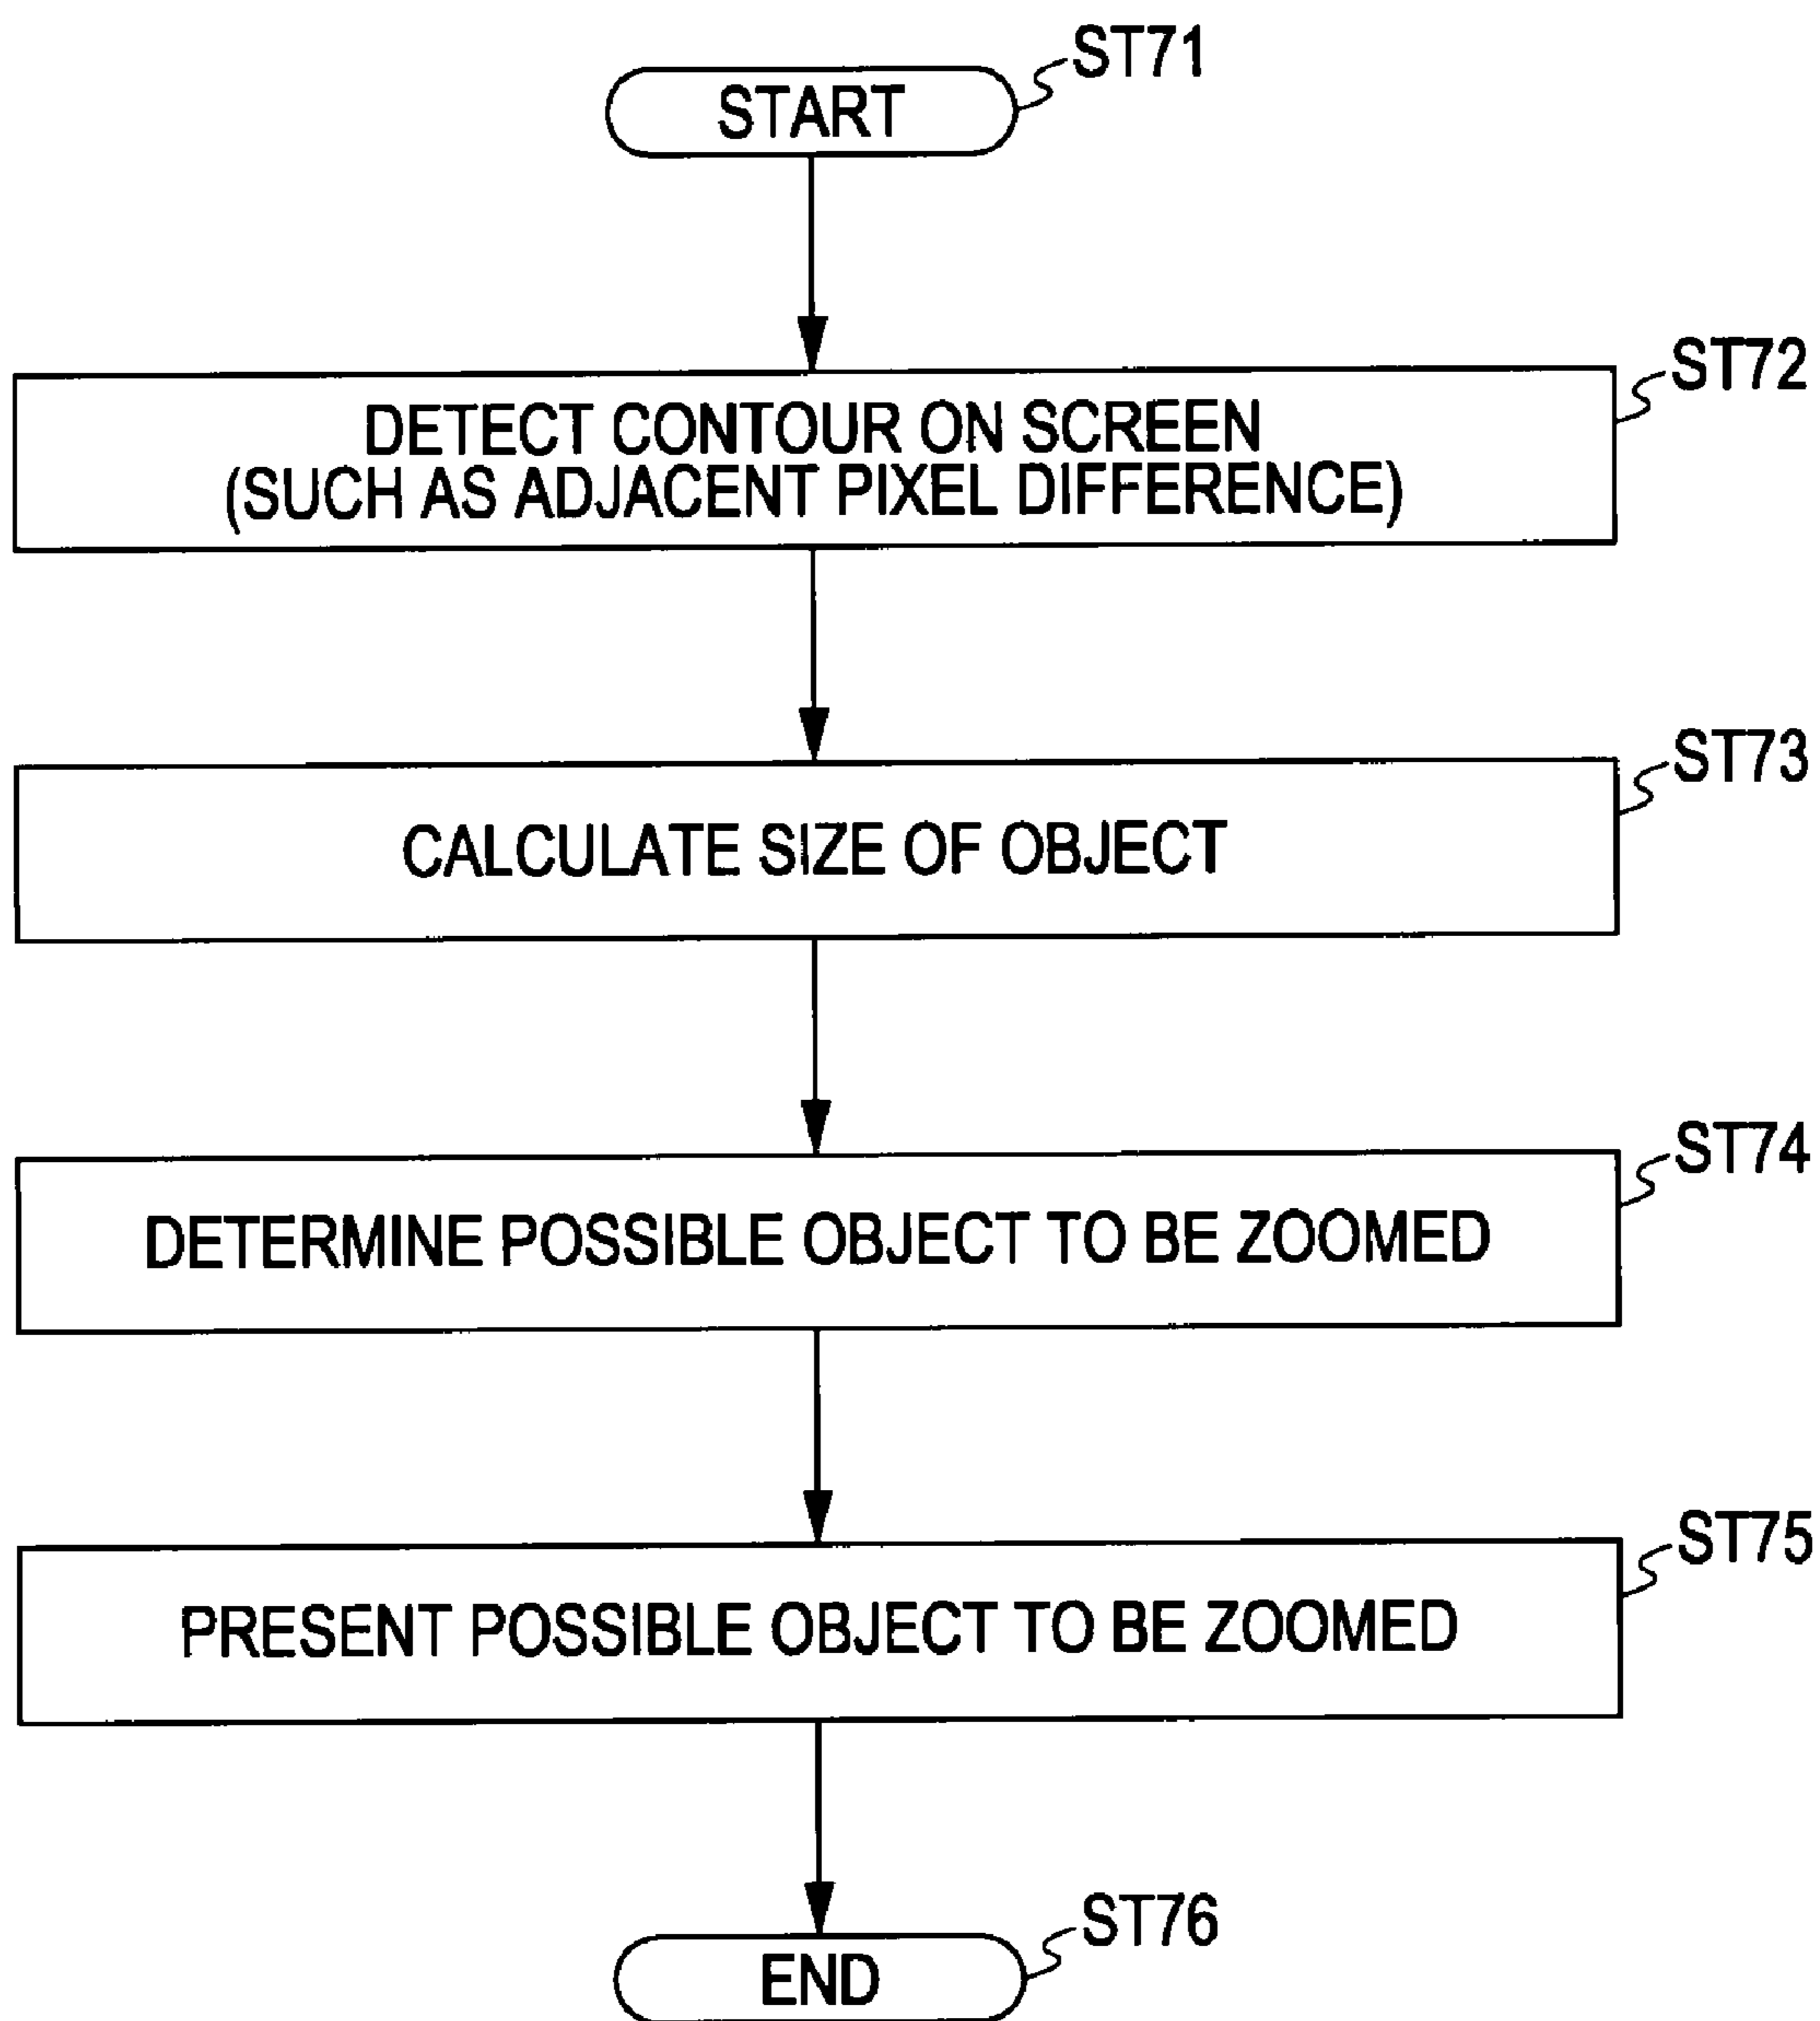 START
ST71
DETECT CONTOUR ON SCREEN
(SUCH AS ADJACENT PIXEL DIFFERENCE)
ST72
CALCULATE SIZE OF OBJECT
ST73
DETERMINE POSSIBLE OBJECT TO BE ZOOMED
ST74
PRESENT POSSIBLE OBJECT TO BE ZOOMED
ST75
END
ST76